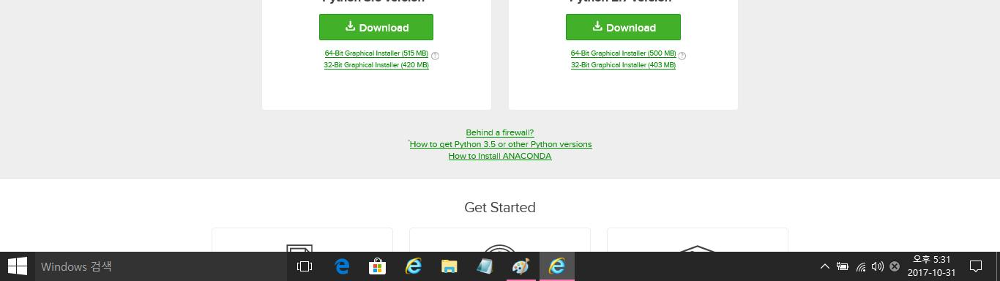 Download
64-Bit Graphical Installer (515 MB) ?
32-Bit Graphical Installer (420 MB)
Download
64-Bit Graphical Installer (500 MB) ?
32-Bit Graphical Installer (403 MB)
Behind a firewall?
*How to get Python 3.5 or other Python versions
How to Install ANACONDA
Get Started
Windows 검색
오후 5:31
2017-10-31